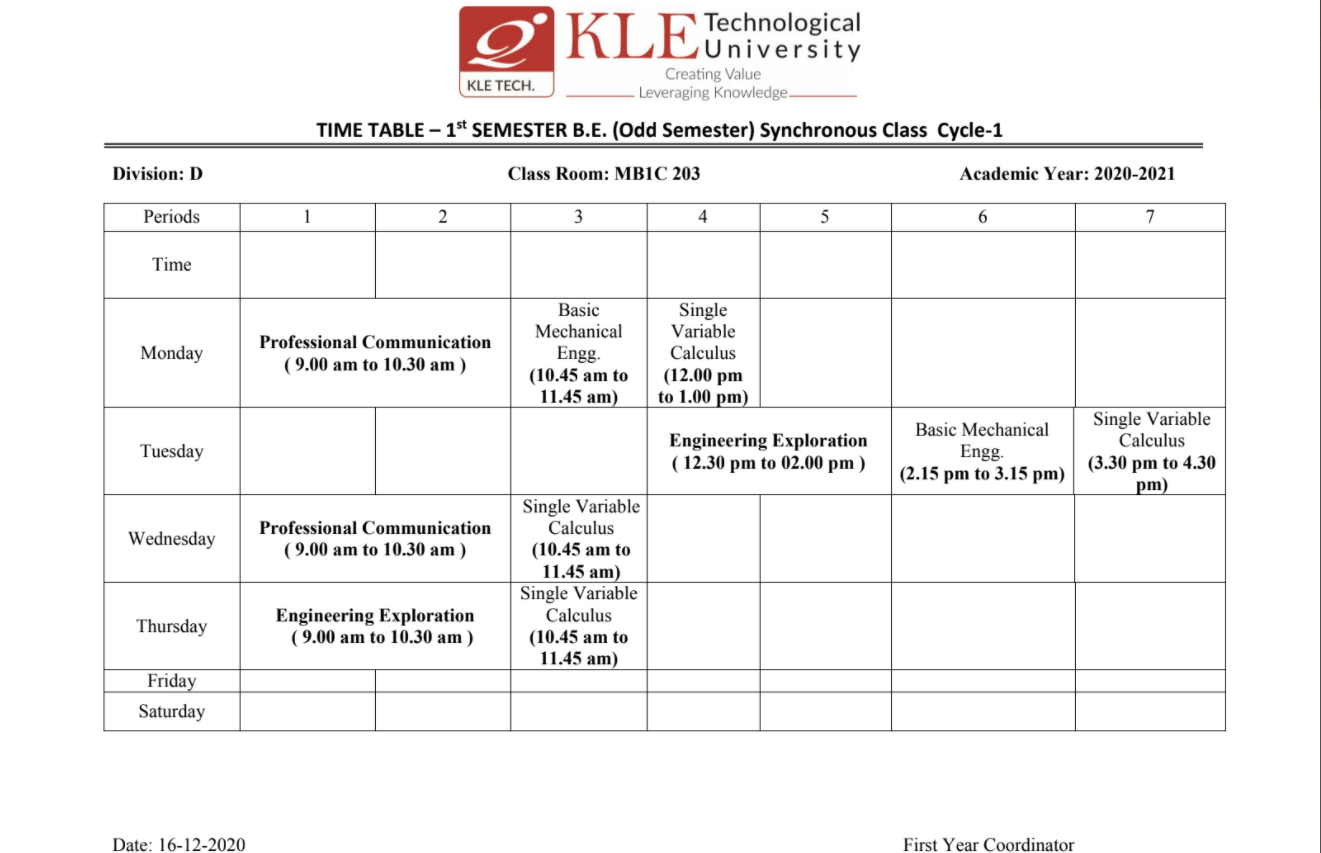 KLE TECH.
KLE Technological
University
Creating Value
Leveraging Knowledge
TIME TABLE – 1st SEMESTER B.E. (Odd Semester) Synchronous Class Cycle-1
Division: D Class Room: MB1C 203 Academic Year: 2020-2021
Periods 1 2 3 4 5 6 7
Time
Monday
Professional Communication
( 9.00 am to 10.30 am )
Basic
Mechanical
Engg.
(10.45 am to
11.45 am)
Single
Variable
Calculus
(12.00 pm
to 1.00 pm)
Tuesday
Engineering Exploration
( 12.30 pm to 02.00 pm )
Basic Mechanical
Engg.
(2.15 pm to 3.15 pm)
Single Variable
Calculus
(3.30 pm to 4.30
pm)
Wednesday
Professional Communication
( 9.00 am to 10.30 am )
Single Variable
Calculus
(10.45 am to
11.45 am)
Thursday
Engineering Exploration
( 9.00 am to 10.30 am )
Single Variable
Calculus
(10.45 am to
11.45 am)
Friday
Saturday
Date: 16-12-2020 First Year Coordinator